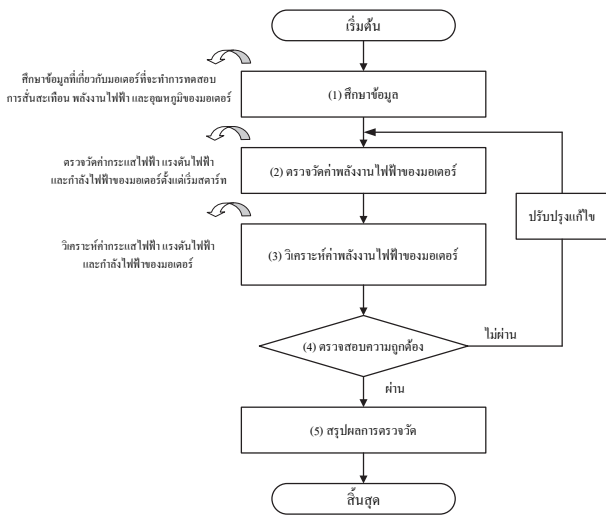 เริ่มต้น
ศึกษาข้อมูลที่เกี่ยวกับมอเตอร์ที่จะทำการทดสอบ
การสั่นสะเทือน พลังงานไฟฟ้า และอุณหภูมิของมอเตอร์
(1) ศึกษาข้อมูล
ตรวจวัดค่ากระแสไฟฟ้า แรงดันไฟฟ้า
และกำลังไฟฟ้าของมอเตอร์ตั้งแต่เริ่มสตาร์ท
(2) ตรวจวัดค่าพลังงานไฟฟ้าของมอเตอร์
ปรับปรุงแก้ไข
วิเคราะห์ค่ากระแสไฟฟ้า แรงดันไฟฟ้า
และกำลังไฟฟ้าของมอเตอร์
(3) วิเคราะห์ค่าพลังงานไฟฟ้าของมอเตอร์
(4) ตรวจสอบความถูกต้อง
ไม่ผ่าน
ผ่าน
(5) สรุปผลการตรวจวัด
สิ้นสุด